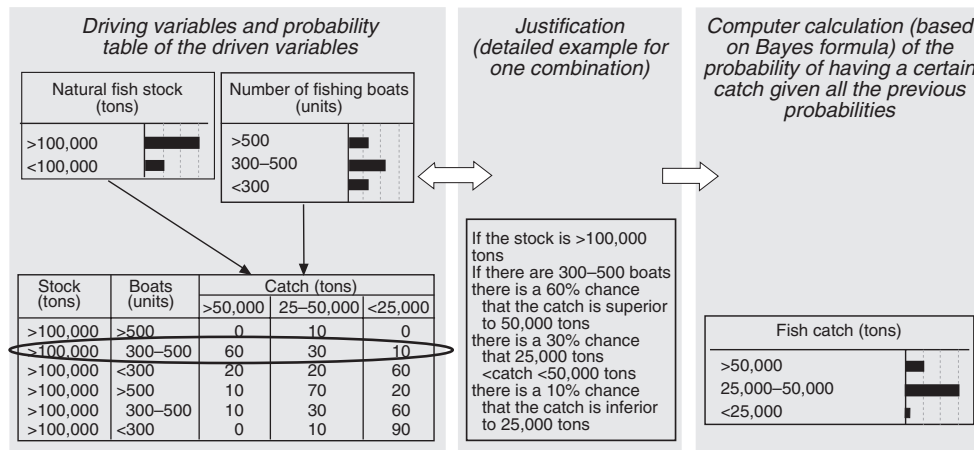 Driving variables and probability
table of the driven variables
Natural fish stock
(tons)
>100,000
<100,000
Number of fishing boats
(units)
>500
300–500
<300
Stock
(tons)
Boats
(units)
Catch (tons)
>50,000 25–50,000 <25,000
>100,000 >500 0 10 0
>100,000 300–500 60 30 10
>100,000 <300 20 20 60
>100,000 >500 10 70 20
>100,000 300–500 10 30 60
>100,000 <300 0 10 90
Justification
(detailed example for
one combination)
If the stock is >100,000
tons
If there are 300–500 boats
there is a 60% chance
that the catch is superior
to 50,000 tons
there is a 30% chance
that 25,000 tons
<catch <50,000 tons
there is a 10% chance
that the catch is inferior
to 25,000 tons
Computer calculation (based
on Bayes formula) of the
probability of having a certain
catch given all the previous
probabilities
Fish catch (tons)
>50,000
25,000–50,000
<25,000